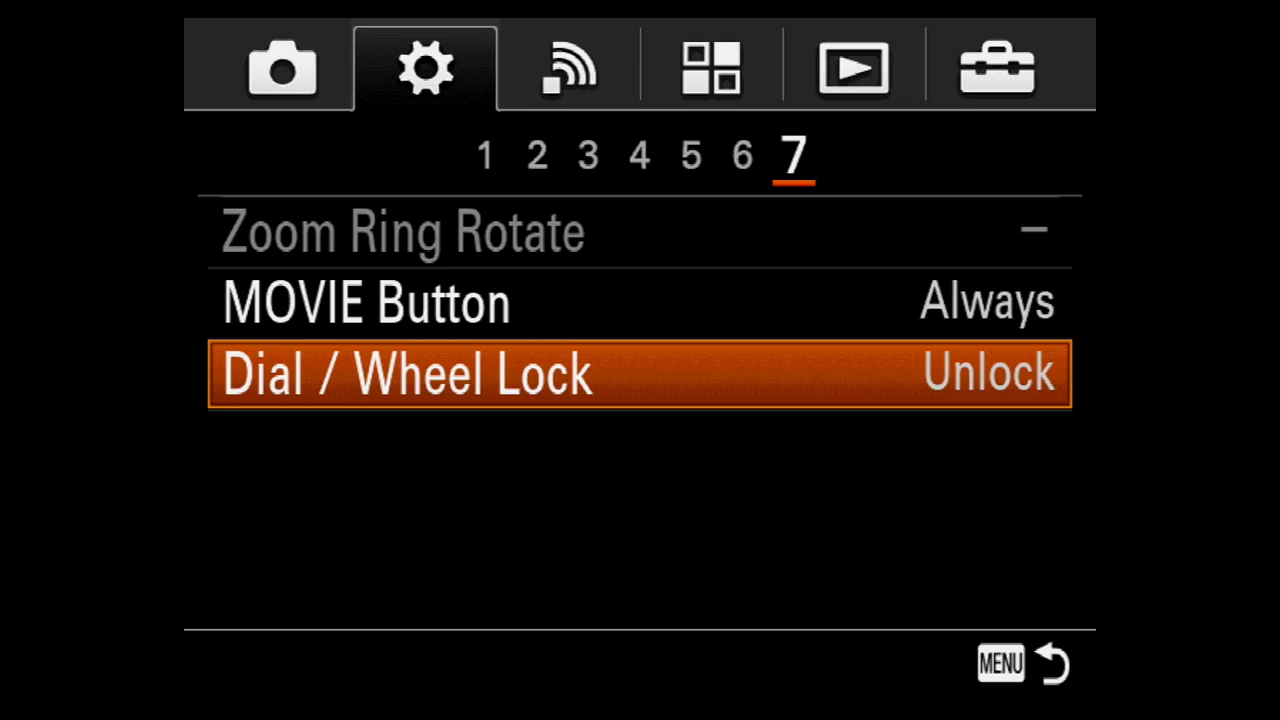 1 2 3 4 5 6 7
Zoom Ring Rotate –
MOVIE Button Always
Dial / Wheel Lock Unlock
MENU